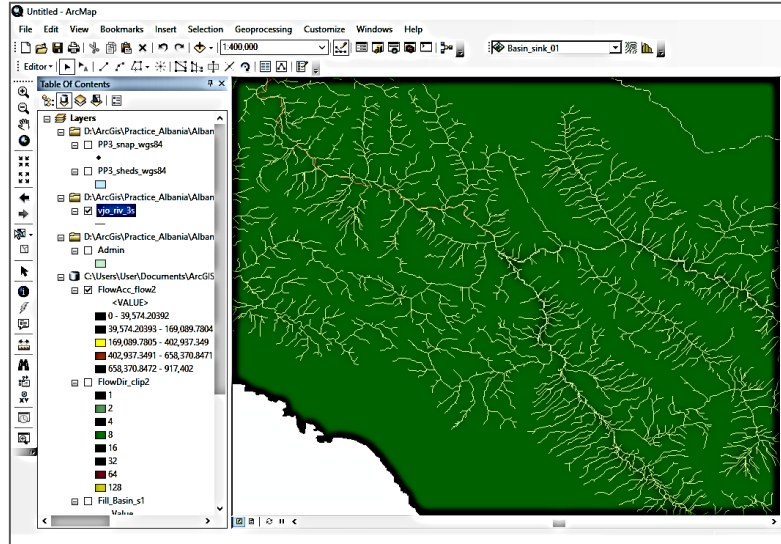 Untitled - ArcMap
File Edit View Bookmarks Insert Selection Geoprocessing Customize Windows Help
1:400,000
Basin_sink_01
Editor
Table Of Contents
Layers
D:\ArcGis\Practice_Albania\Alban
PP3_snap_wgs84
PP3_sheds_wgs84
D:\ArcGis\Practice_Albania\Alban
vjo_riv_3s
D:\ArcGis\Practice_Albania\Alban
Admin
C:\Users\User\Documents\ArcGIS
FlowAcc_flow2
<VALUE>
0 - 39,574.20392
39,574.20393 - 169,089.7804
169,089.7805 - 402,937.349
402,937.3491 - 658,370.8471
658,370.8472 - 917,402
FlowDir_clip2
1
2
4
8
16
32
64
128
Fill_Basin_s1
Value